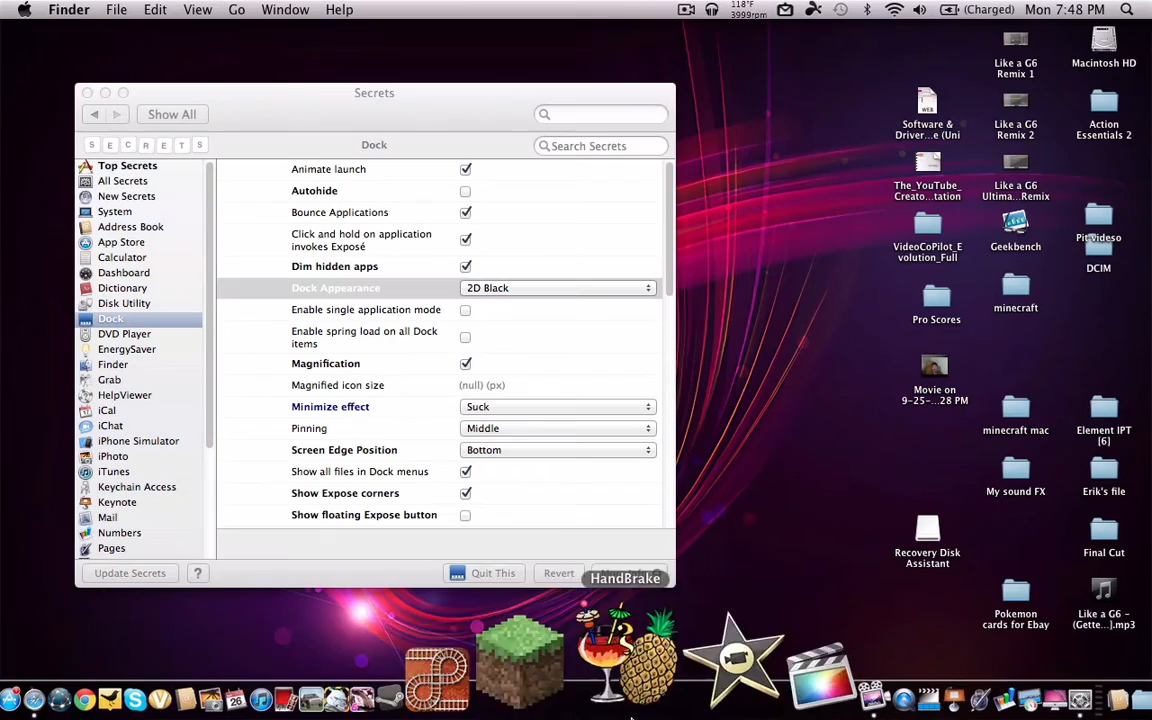 Finder File Edit View Go Window Help
118°F
3999rpm
(Charged) Mon 7:48 PM
Secrets
Show All
S E C R E T S
Dock
Search Secrets
Top Secrets
All Secrets
New Secrets
System
Address Book
App Store
Calculator
Dashboard
Dictionary
Disk Utility
Dock
DVD Player
EnergySaver
Finder
Grab
HelpViewer
iCal
iChat
iPhone Simulator
iPhoto
iTunes
Keychain Access
Keynote
Mail
Numbers
Pages
Animate launch
Autohide
Bounce Applications
Click and hold on application
invokes Exposé
Dim hidden apps
Dock Appearance 2D Black
Enable single application mode
Enable spring load on all Dock
items
Magnification
Magnified icon size (null) (px)
Minimize effect Suck
Pinning Middle
Screen Edge Position Bottom
Show all files in Dock menus
Show Expose corners
Show floating Expose button
Update Secrets ? Quit This Revert
HandBrake
Software &
Driver...e (Uni
The_YouTube_
Creato...tation
VideoCoPilot_E
volution_Full
Pro Scores
Movie on
9-25-...28 PM
Recovery Disk
Assistant
Like a G6
Remix 1
Like a G6
Remix 2
Like a G6
Ultima...Remix
Geekbench
minecraft
minecraft mac
My sound FX
Pokemon
cards for Ebay
Macintosh HD
Action
Essentials 2
Pit video
DCIM
Element IPT
[6]
Erik's file
Final Cut
Like a G6 -
(Gette...].mp3